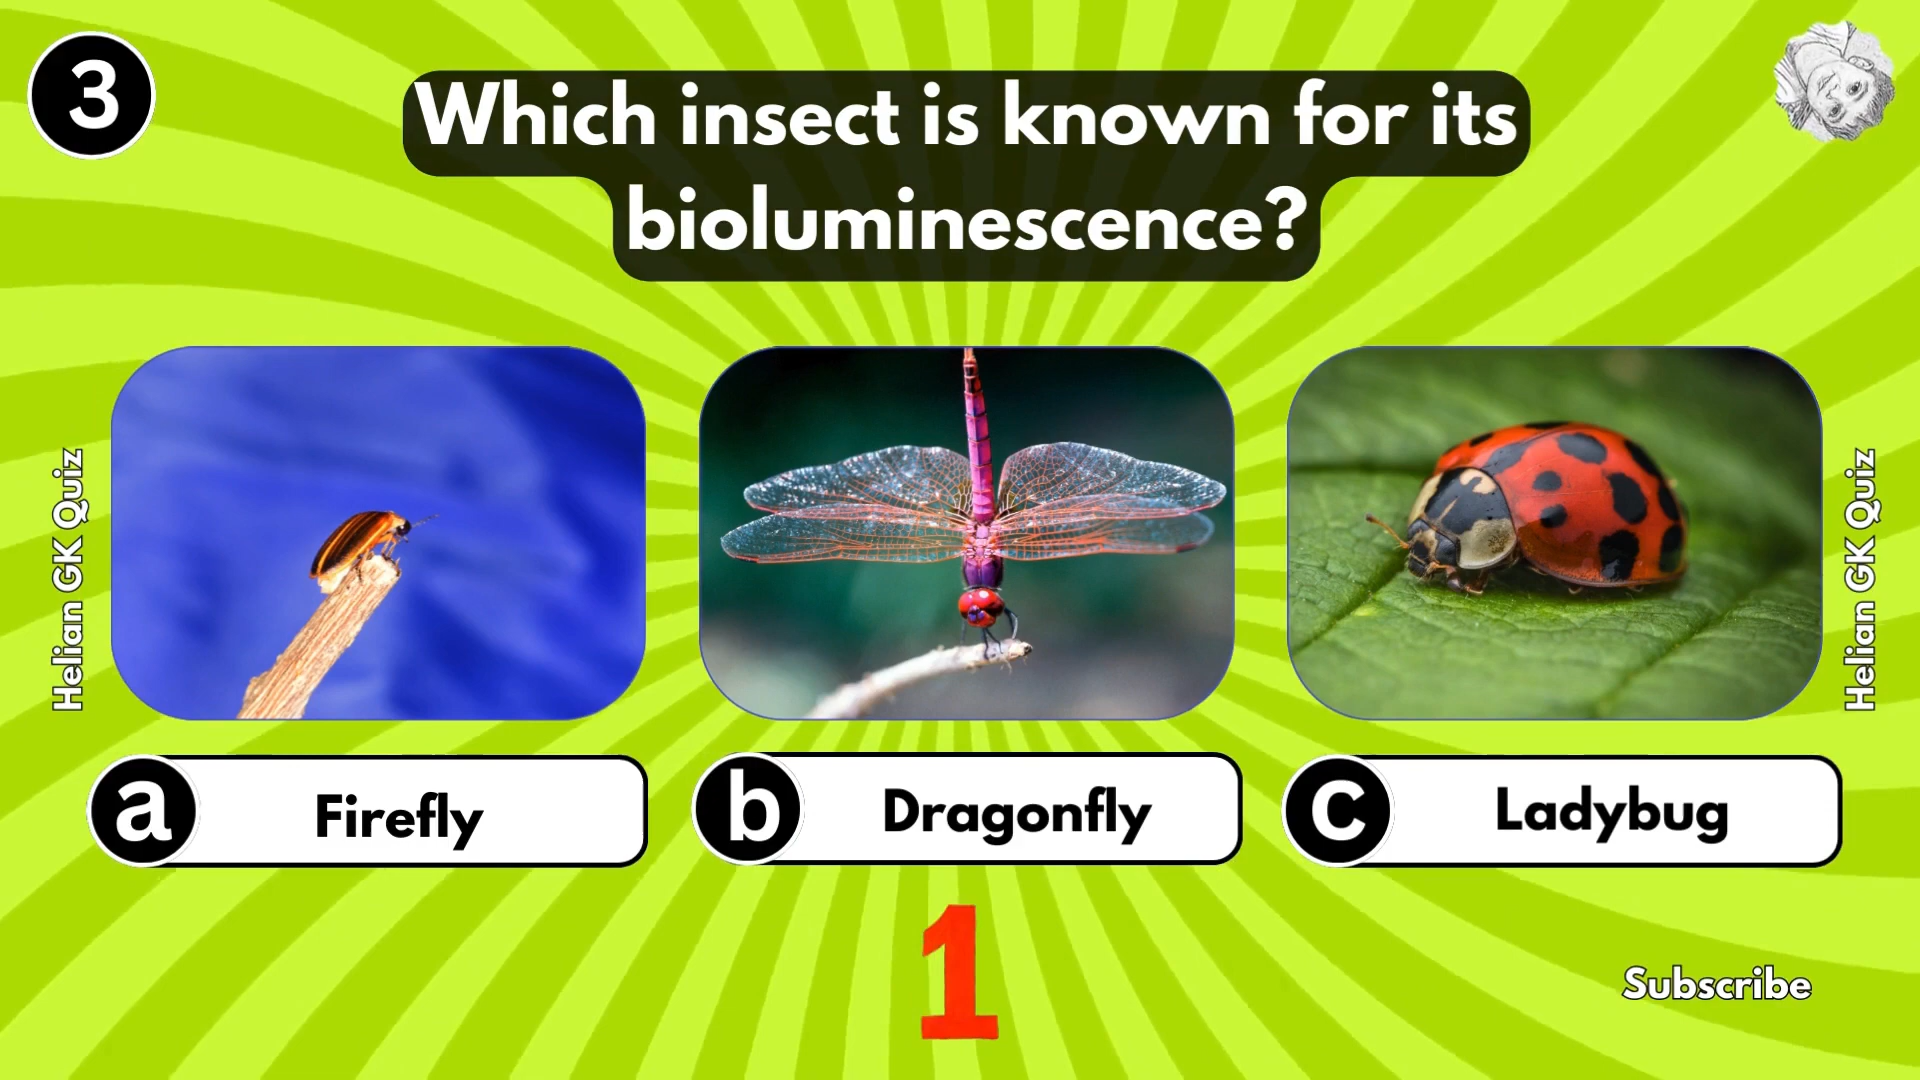 3
Which insect is known for its
bioluminescence?
Helian GK Quiz
Helian GK Quiz
a
Firefly
b
Dragonfly
c
Ladybug
1
Subscribe